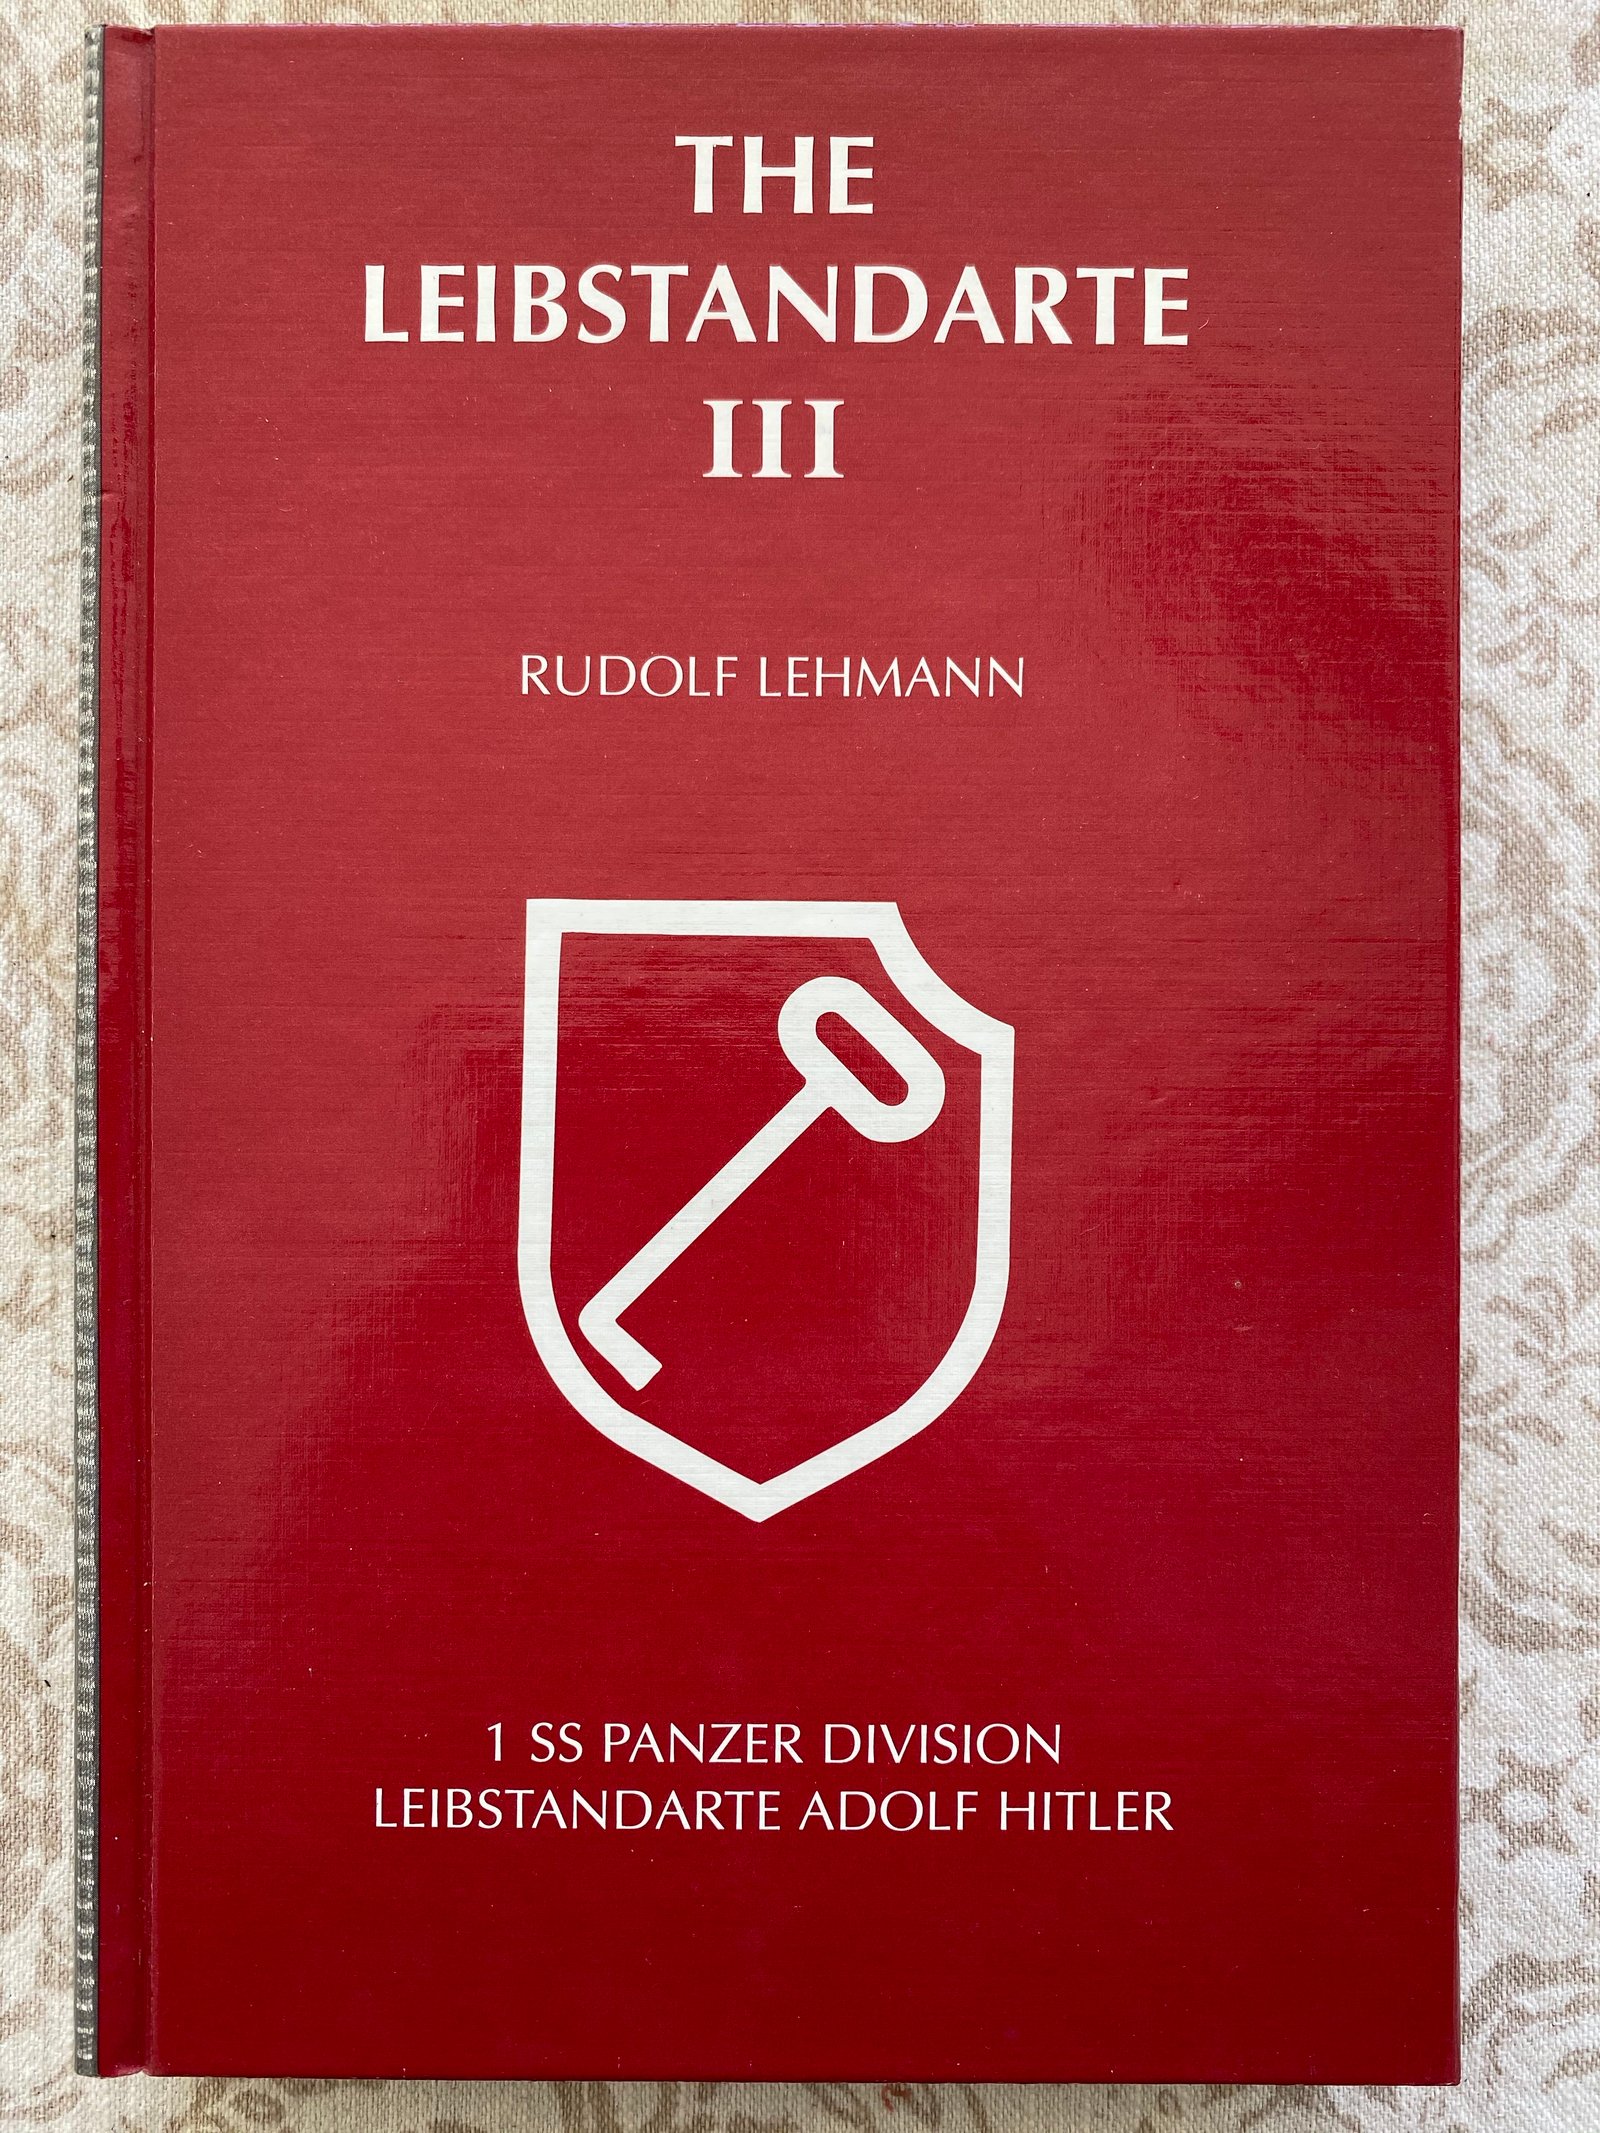 THE
LEIBSTANDARTE
III
RUDOLF LEHMANN
1 SS PANZER DIVISION
LEIBSTANDARTE ADOLF HITLER